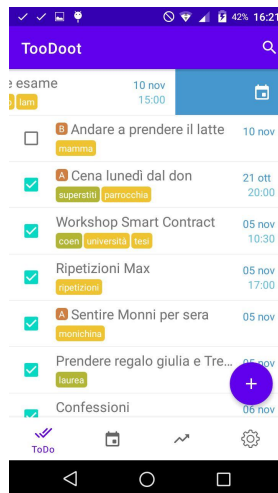 42% 16:21
TooDoot
e esame
10 nov
15:00
lam
B Andare a prendere il latte
10 nov
mamma
A Cena lunedì dal don
21 ott
superstiti parrocchia
20:00
Workshop Smart Contract
05 nov
coen università tesi
10:30
Ripetizioni Max
05 nov
ripetizioni
17:00
A Sentire Monni per sera
05 nov
monichina
Prendere regalo giulia e Tre...
05 nov
laurea
+
Confessioni
06 nov
ToDo